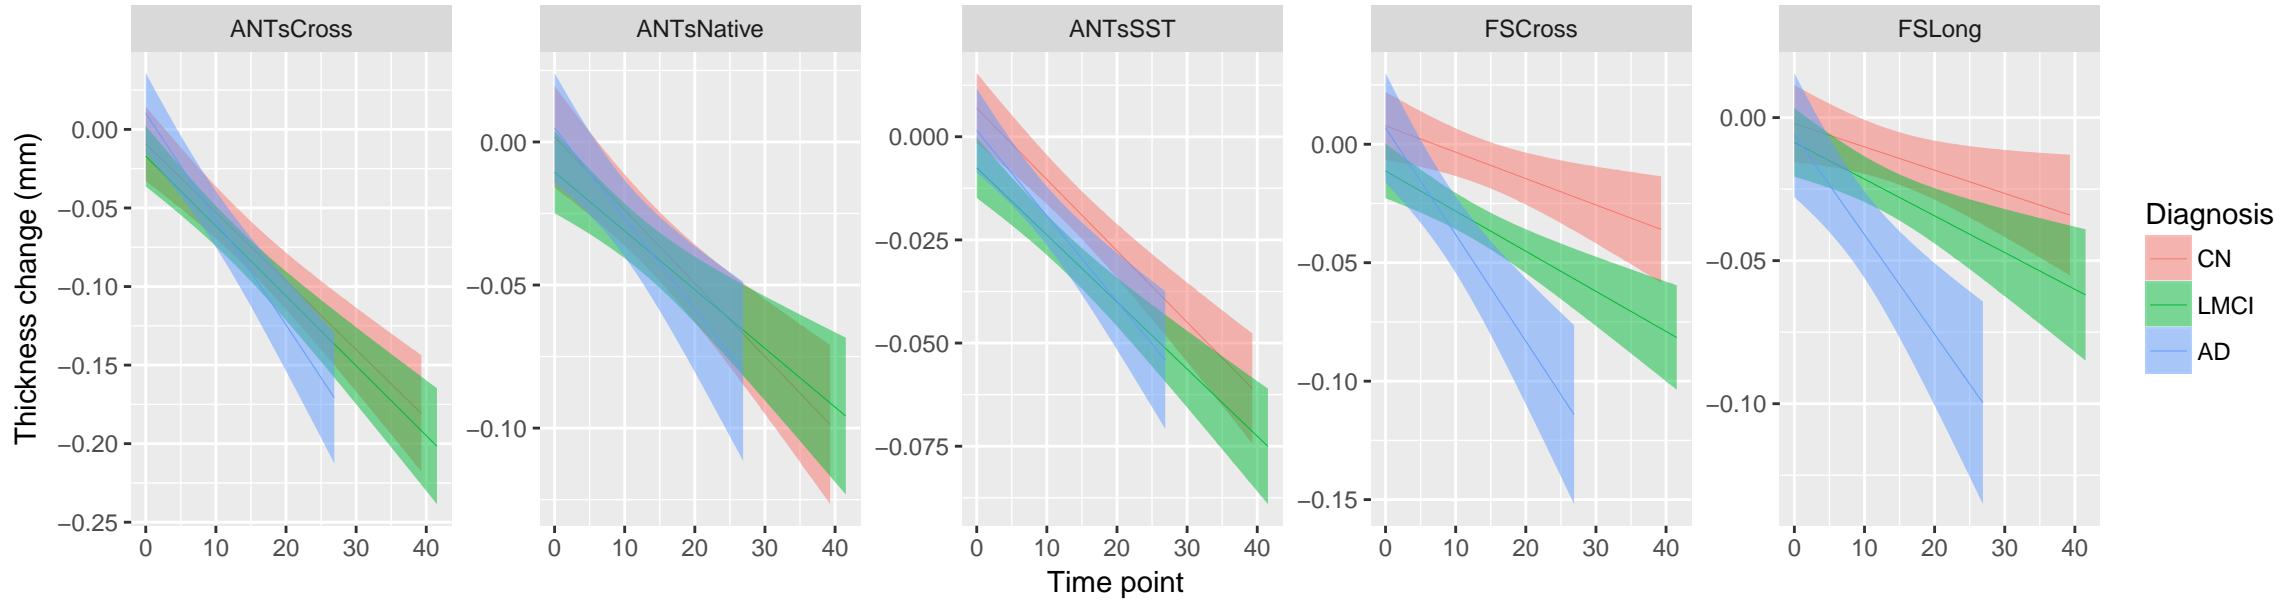 ANTsCross ANTsNative ANTsSST FSCross FSLong
Thickness change (mm)
0.00
−0.05
−0.10
−0.15
−0.20
−0.25
0 10 20 30 40
0.00
−0.05
−0.10
0 10 20 30 40
0.000
−0.025
−0.050
−0.075
0 10 20 30 40
0.00
−0.05
−0.10
−0.15
0 10 20 30 40
0.00
−0.05
−0.10
0 10 20 30 40
Time point
Diagnosis
CN
LMCI
AD